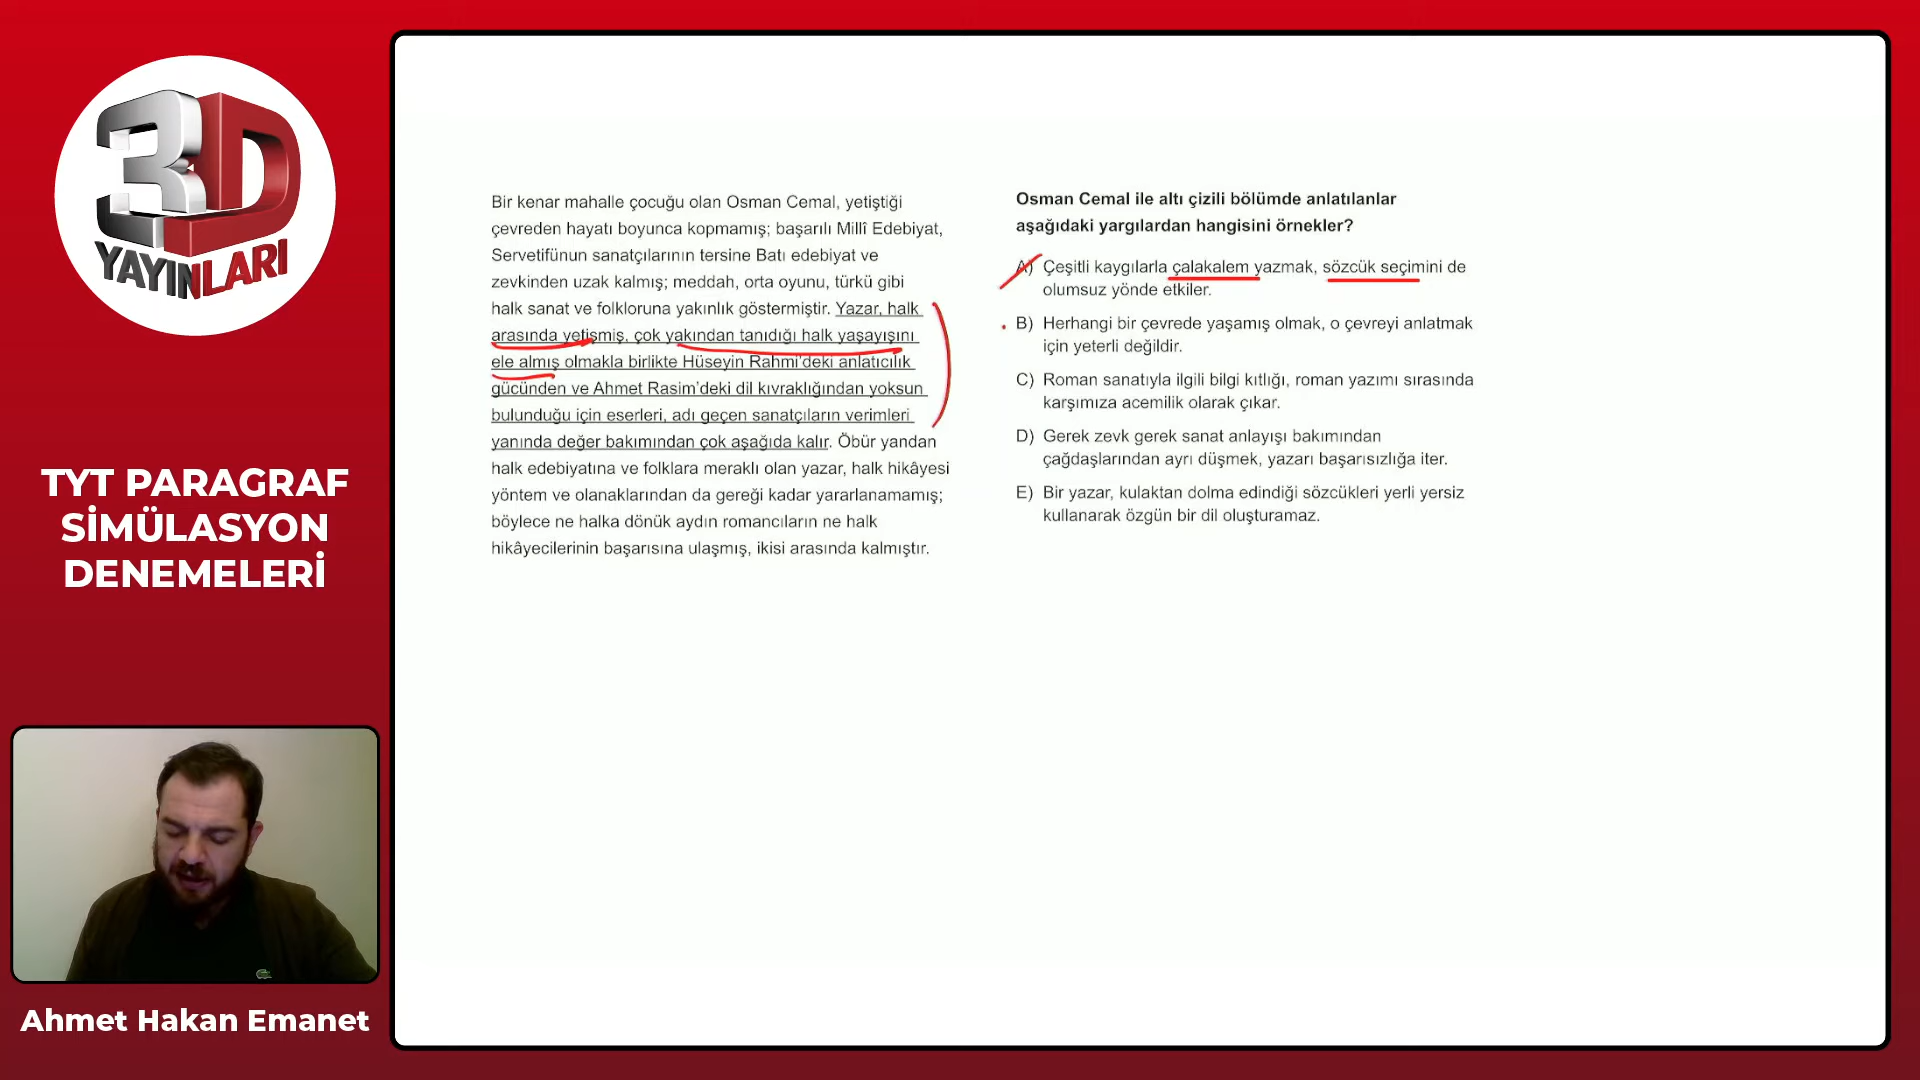 3D
YAYINLARI
TYT PARAGRAF
SİMÜLASYON
DENEMELERİ
Ahmet Hakan Emanet
Bir kenar mahalle çocuğu olan Osman Cemal, yetiştiği
çevreden hayatı boyunca kopmamış; başarılı Millî Edebiyat,
Servetifünun sanatçılarının tersine Batı edebiyat ve
zevkinden uzak kalmış; meddah, orta oyunu, türkü gibi
halk sanat ve folkloruna yakınlık göstermiştir. Yazar, halk
arasında yetişmiş, çok yakından tanıdığı halk yaşayışını
ele almış olmakla birlikte Hüseyin Rahmi'deki anlatıcılık
gücünden ve Ahmet Rasim'deki dil kıvraklığından yoksun
bulunduğu için eserleri, adı geçen sanatçıların verimleri
yanında değer bakımından çok aşağıda kalır. Öbür yandan
halk edebiyatına ve folklara meraklı olan yazar, halk hikâyesi
yöntem ve olanaklarından da gereği kadar yararlanamamış;
böylece ne halka dönük aydın romancıların ne halk
hikâyecilerinin başarısına ulaşmış, ikisi arasında kalmıştır.
Osman Cemal ile altı çizili bölümde anlatılanlar
aşağıdaki yargılardan hangisini örnekler?
A) Çeşitli kaygılarla çalakalem yazmak, sözcük seçimini de
olumsuz yönde etkiler.
B) Herhangi bir çevrede yaşamış olmak, o çevreyi anlatmak
için yeterli değildir.
C) Roman sanatıyla ilgili bilgi kıtlığı, roman yazımı sırasında
karşımıza acemilik olarak çıkar.
D) Gerek zevk gerek sanat anlayışı bakımından
çağdaşlarından ayrı düşmek, yazarı başarısızlığa iter.
E) Bir yazar, kulaktan dolma edindiği sözcükleri yerli yersiz
kullanarak özgün bir dil oluşturamaz.